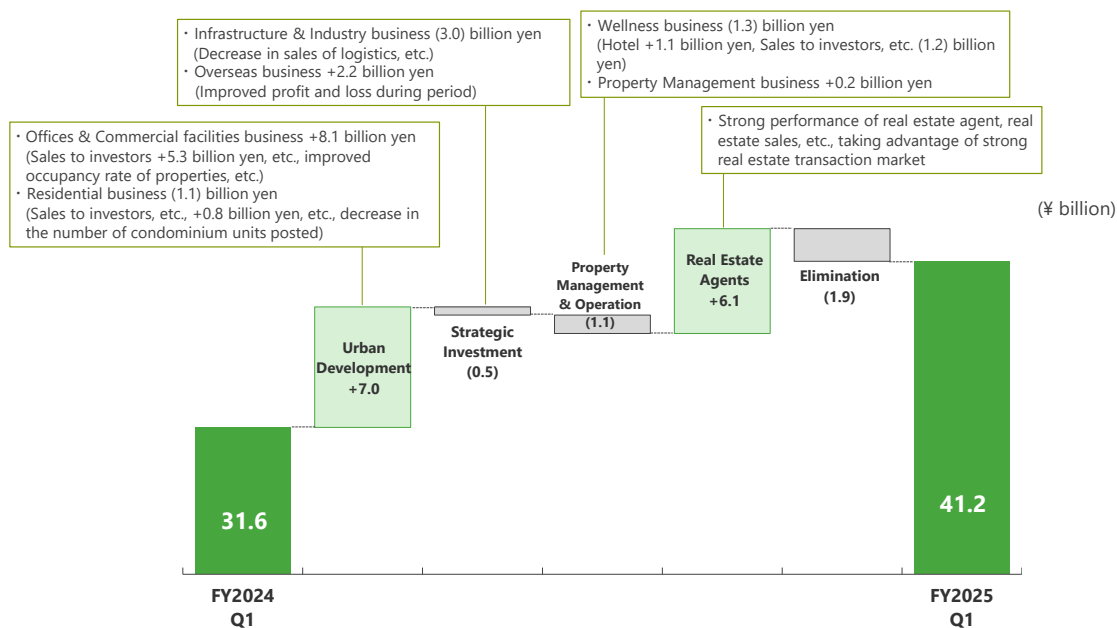 ・Infrastructure & Industry business (3.0) billion yen
(Decrease in sales of logistics, etc.)
・Overseas business +2.2 billion yen
(Improved profit and loss during period)
・Wellness business (1.3) billion yen
(Hotel +1.1 billion yen, Sales to investors, etc. (1.2) billion
yen)
・Property Management business +0.2 billion yen
・Offices & Commercial facilities business +8.1 billion yen
(Sales to investors +5.3 billion yen, etc., improved
occupancy rate of properties, etc.)
・Residential business (1.1) billion yen
(Sales to investors, etc., +0.8 billion yen, etc., decrease in
the number of condominium units posted)
・Strong performance of real estate agent, real
estate sales, etc., taking advantage of strong
real estate transaction market
(¥ billion)
Urban
Development
+7.0
Strategic
Investment
(0.5)
Property
Management
& Operation
(1.1)
Real Estate
Agents
+6.1
Elimination
(1.9)
31.6
41.2
FY2024
Q1
FY2025
Q1